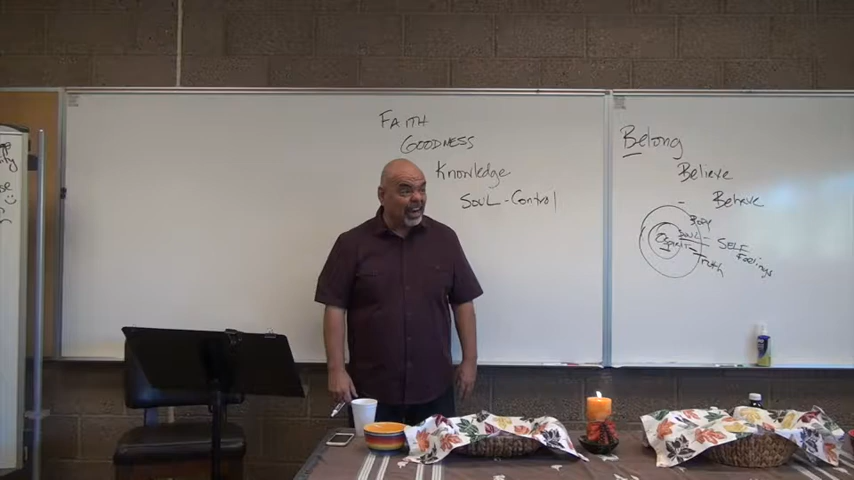 FAITH
GOODNESS
Knowledge
SOUL-Control
Belong
Believe
Behave
Body
SOUL = SELF
SPIRIT - Truth
Feelings